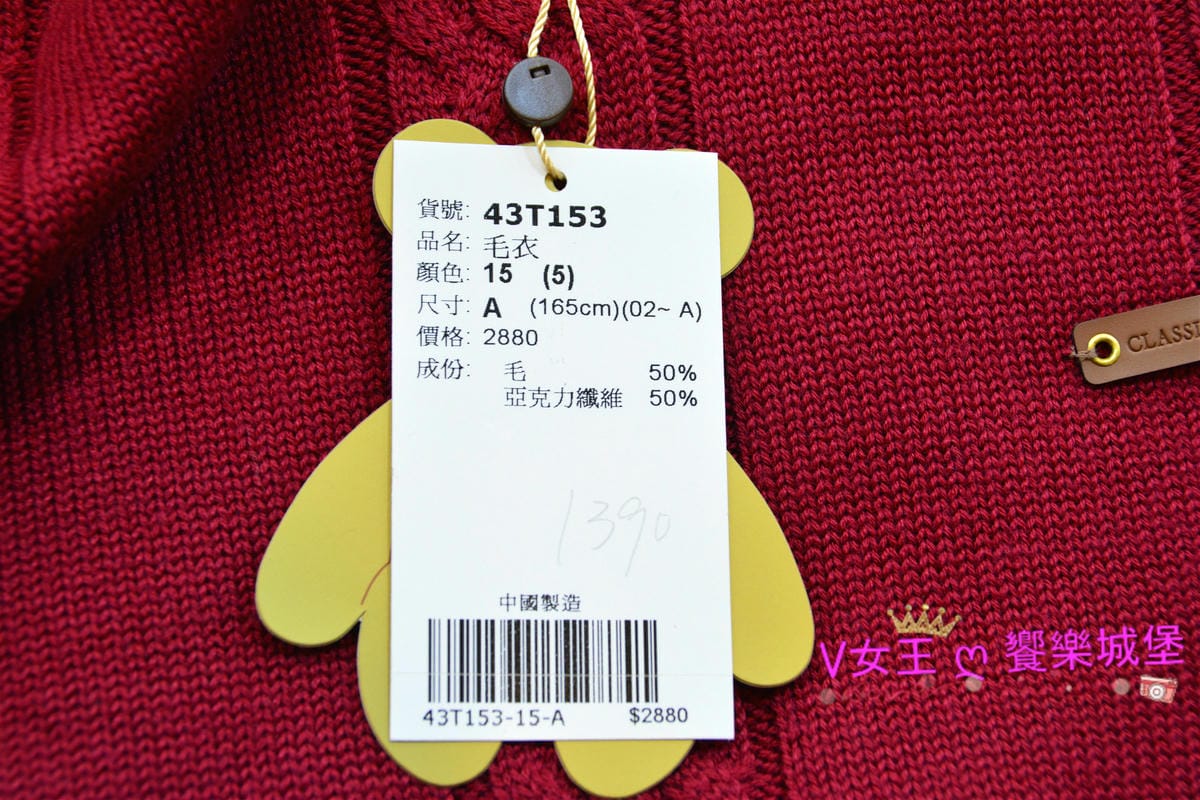 貨號: 43T153
品名: 毛衣
顏色: 15 (5)
尺寸: A (165cm)(02~ A)
價格: 2880
成份: 毛 50%
亞克力纖維 50%
1390
中國製造
43T153-15-A $2880
V女王 ღ 饗樂城堡